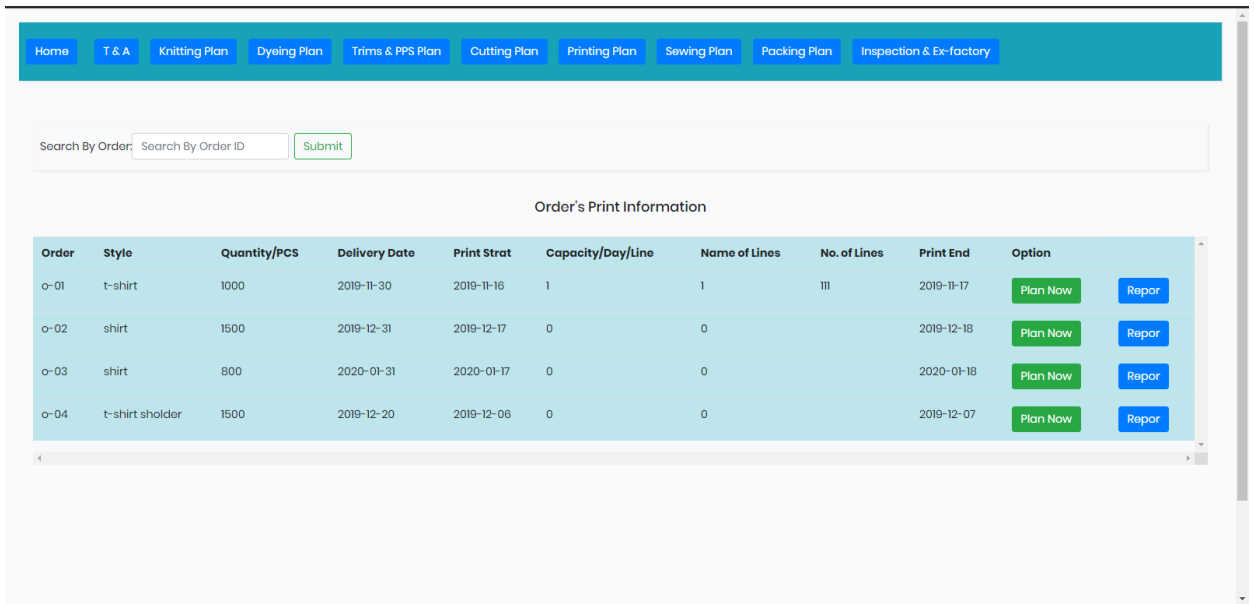 Home T & A Knitting Plan Dyeing Plan Trims & PPS Plan Cutting Plan Printing Plan Sewing Plan Packing Plan Inspection & Ex-factory
Search By Order: Search By Order ID Submit
Order's Print Information
Order Style Quantity/PCS Delivery Date Print Strat Capacity/Day/Line Name of Lines No. of Lines Print End Option
o-01 t-shirt 1000 2019-11-30 2019-11-16 1 1 111 2019-11-17 Plan Now Repor
o-02 shirt 1500 2019-12-31 2019-12-17 0 0 2019-12-18 Plan Now Repor
o-03 shirt 800 2020-01-31 2020-01-17 0 0 2020-01-18 Plan Now Repor
o-04 t-shirt sholder 1500 2019-12-20 2019-12-06 0 0 2019-12-07 Plan Now Repor